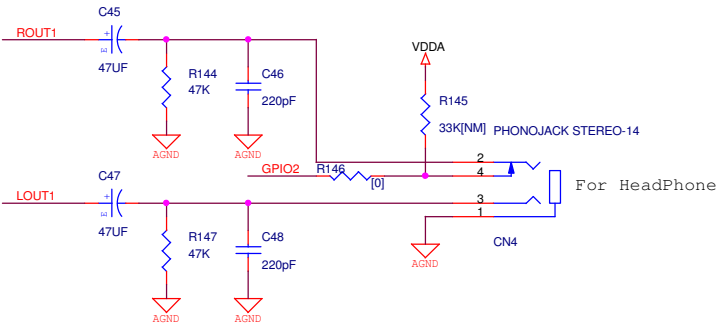 C45
ROUT1
+
E
47UF
R144
47K
C46
220pF
AGND
AGND
VDDA
R145
33K[NM]
PHONOJACK STEREO-14
GPIO2
R146
[0]
2
4
3
1
For HeadPhone
CN4
AGND
C47
LOUT1
+
E
47UF
R147
47K
C48
220pF
AGND
AGND